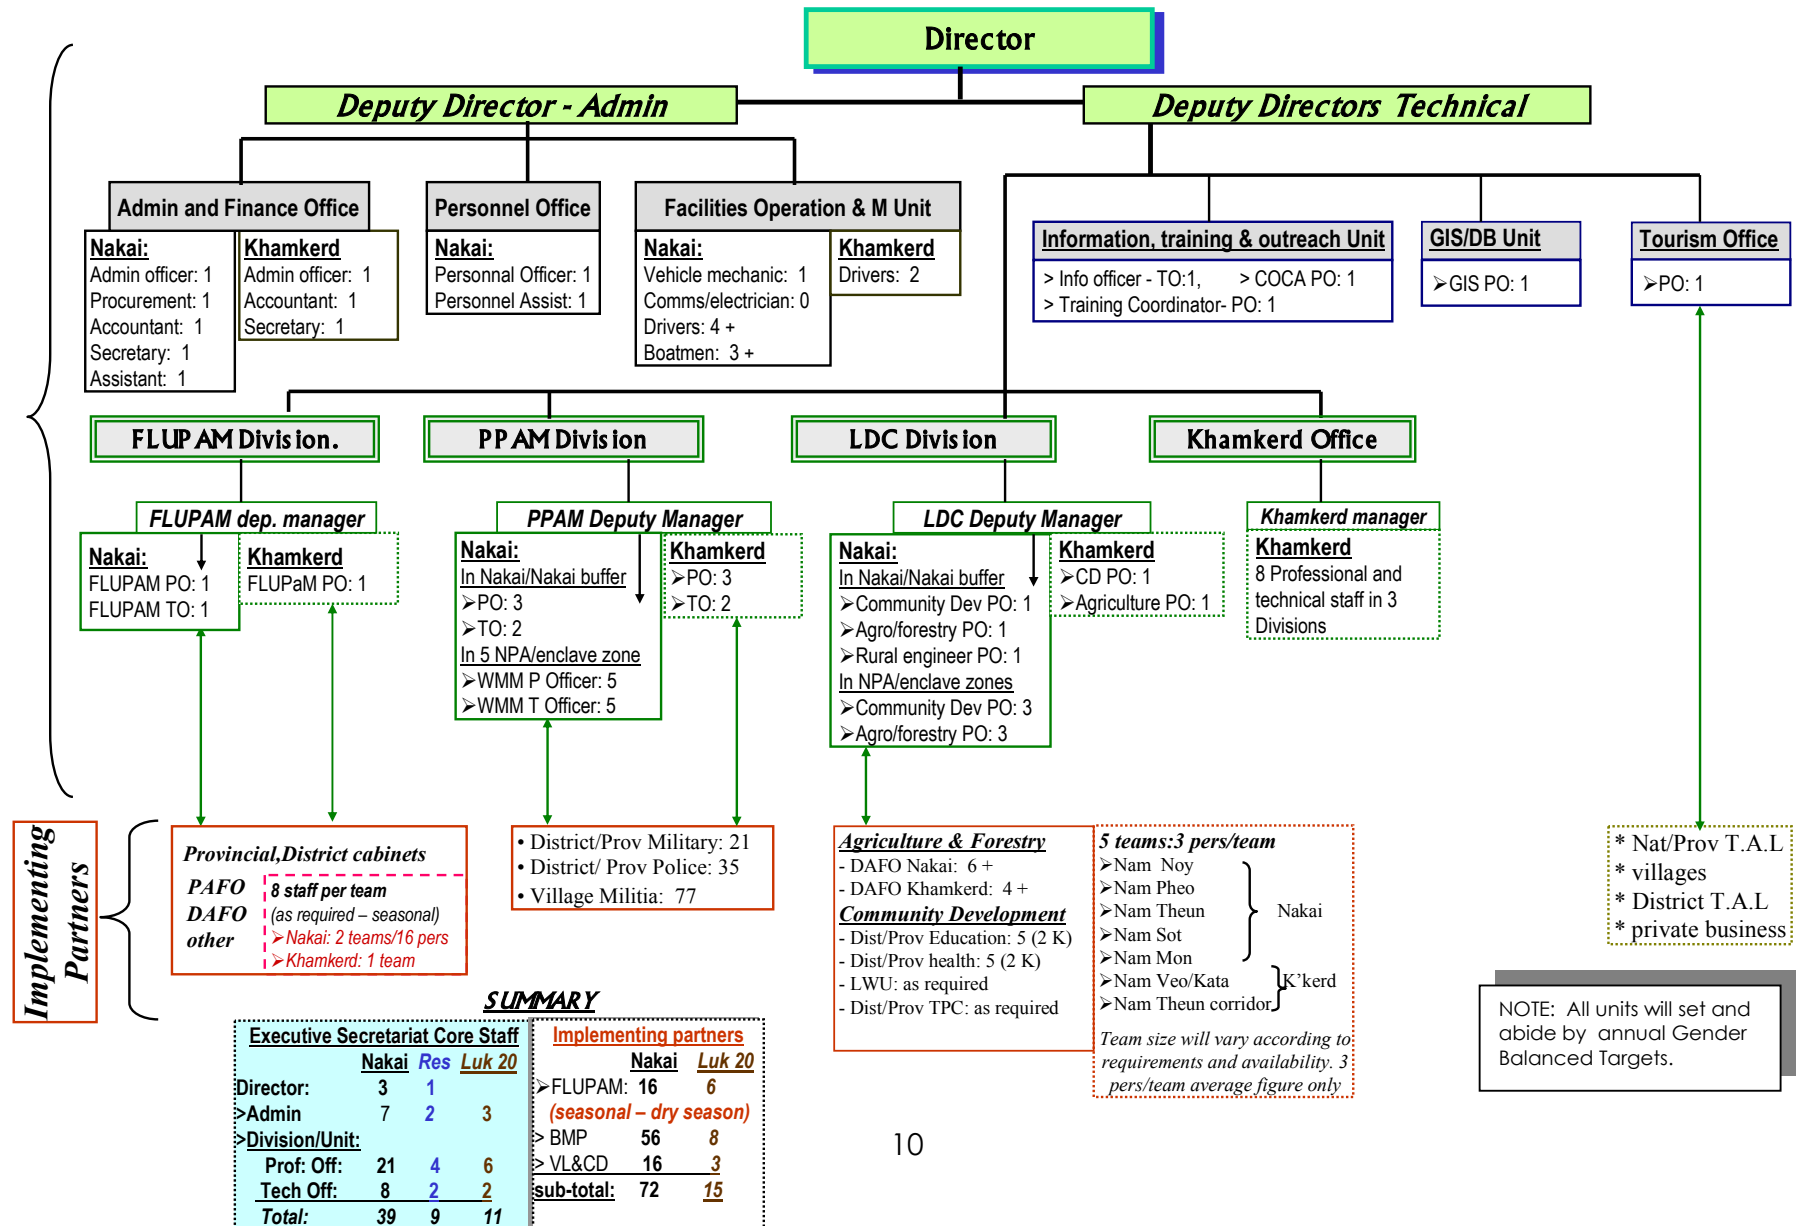 Director
Deputy Director - Admin
Deputy Directors Technical
Admin and Finance Office
Nakai:
Admin officer: 1
Procurement: 1
Accountant: 1
Secretary: 1
Assistant: 1
Khamkerd
Admin officer: 1
Accountant: 1
Secretary: 1
Personnel Office
Nakai:
Personnal Officer: 1
Personnel Assist: 1
Facilities Operation & M Unit
Nakai:
Vehicle mechanic: 1
Comms/electrician: 0
Drivers: 4 +
Boatmen: 3 +
Khamkerd
Drivers: 2
Information, training & outreach Unit
> Info officer - TO:1, > COCA PO: 1
> Training Coordinator- PO: 1
GIS/DB Unit
➢GIS PO: 1
Tourism Office
➢PO: 1
FLUPAM Division.
PPAM Division
LDC Division
Khamkerd Office
FLUPAM dep. manager
Nakai:
FLUPAM PO: 1
FLUPAM TO: 1
Khamkerd
FLUPaM PO: 1
PPAM Deputy Manager
Nakai:
In Nakai/Nakai buffer
➢PO: 3
➢TO: 2
In 5 NPA/enclave zone
➢WMM P Officer: 5
➢WMM T Officer: 5
Khamkerd
➢PO: 3
➢TO: 2
LDC Deputy Manager
Nakai:
In Nakai/Nakai buffer
➢Community Dev PO: 1
➢Agro/forestry PO: 1
➢Rural engineer PO: 1
In NPA/enclave zones
➢Community Dev PO: 3
➢Agro/forestry PO: 3
Khamkerd
➢CD PO: 1
➢Agriculture PO: 1
Khamkerd manager
Khamkerd
8 Professional and
technical staff in 3
Divisions
Implementing
Partners
Provincial,District cabinets
PAFO
DAFO
other
8 staff per team
(as required – seasonal)
➢Nakai: 2 teams/16 pers
➢Khamkerd: 1 team
• District/Prov Military: 21
• District/ Prov Police: 35
• Village Militia: 77
Agriculture & Forestry
- DAFO Nakai: 6 +
- DAFO Khamkerd: 4 +
Community Development
- Dist/Prov Education: 5 (2 K)
- Dist/Prov health: 5 (2 K)
- LWU: as required
- Dist/Prov TPC: as required
5 teams:3 pers/team
➢Nam Noy
➢Nam Pheo
➢Nam Theun
➢Nam Sot
➢Nam Mon
Nakai
➢Nam Veo/Kata
➢Nam Theun corridor
K’kerd
Team size will vary according to
requirements and availability. 3
pers/team average figure only
* Nat/Prov T.A.L
* villages
* District T.A.L
* private business
NOTE: All units will set and
abide by annual Gender
Balanced Targets.
SUMMARY
Executive Secretariat Core Staff
Nakai Res Luk 20
Director: 3 1
>Admin 7 2 3
>Division/Unit:
Prof: Off: 21 4 6
Tech Off: 8 2 2
Total: 39 9 11
Implementing partners
Nakai Luk 20
➢FLUPAM: 16 6
(seasonal – dry season)
> BMP 56 8
> VL&CD 16 3
sub-total: 72 15
10